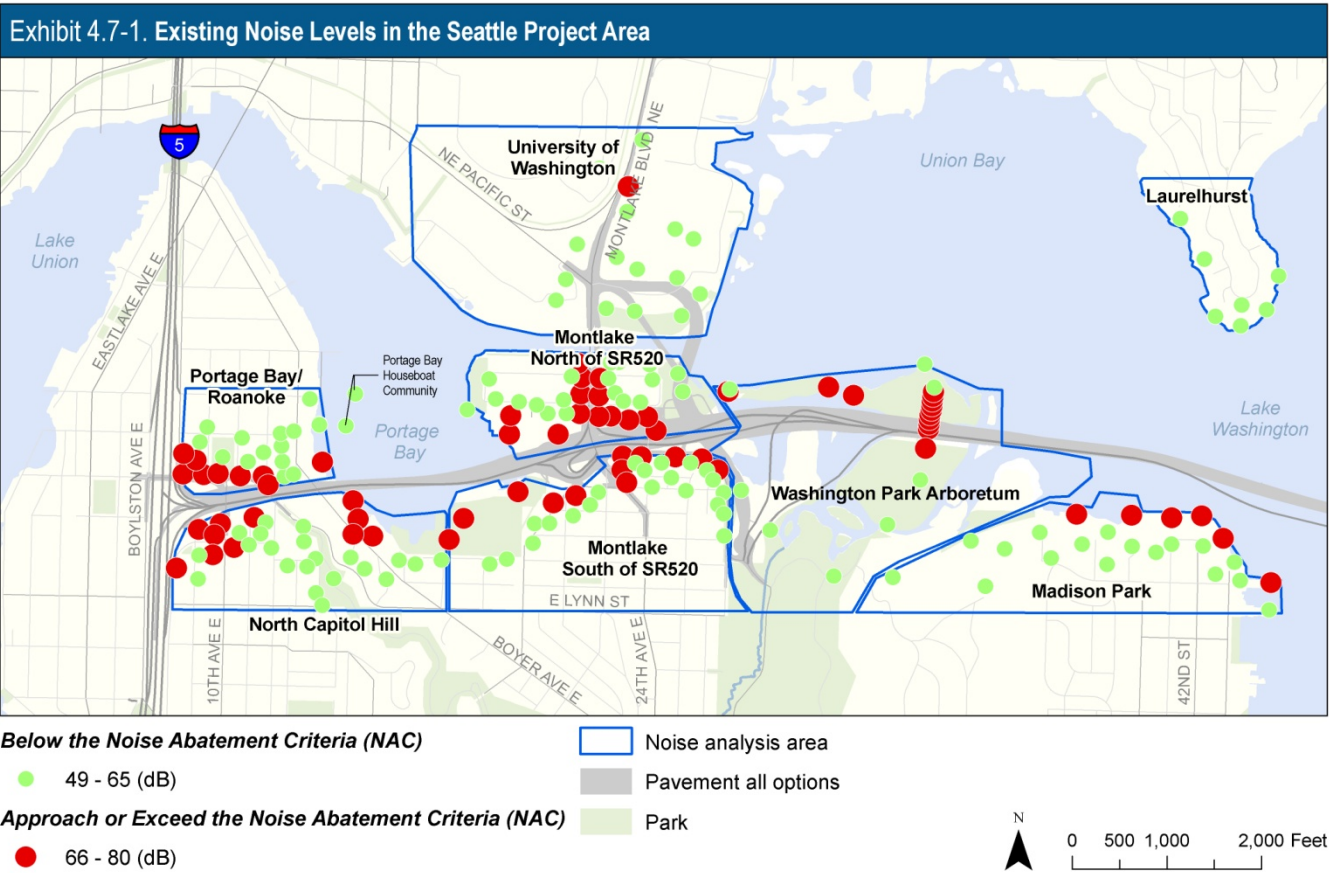 Exhibit 4.7-1. Existing Noise Levels in the Seattle Project Area
5
University of
Washington
NE PACIFIC ST
MONTLAKE BLVD NE
Union Bay
Laurelhurst
Lake
Union
EASTLAKE AVE E
Montlake
North of SR520
Portage Bay/
Roanoke
Portage Bay
Houseboat
Community
Portage
Bay
Lake
Washington
BOYLSTON AVE E
Washington Park Arboretum
Montlake
South of SR520
Madison Park
E LYNN ST
North Capitol Hill
10TH AVE E
BOYER AVE E
24TH AVE E
42ND ST
Below the Noise Abatement Criteria (NAC)
49 - 65 (dB)
Approach or Exceed the Noise Abatement Criteria (NAC)
66 - 80 (dB)
Noise analysis area
Pavement all options
Park
N
0 500 1,000 2,000 Feet